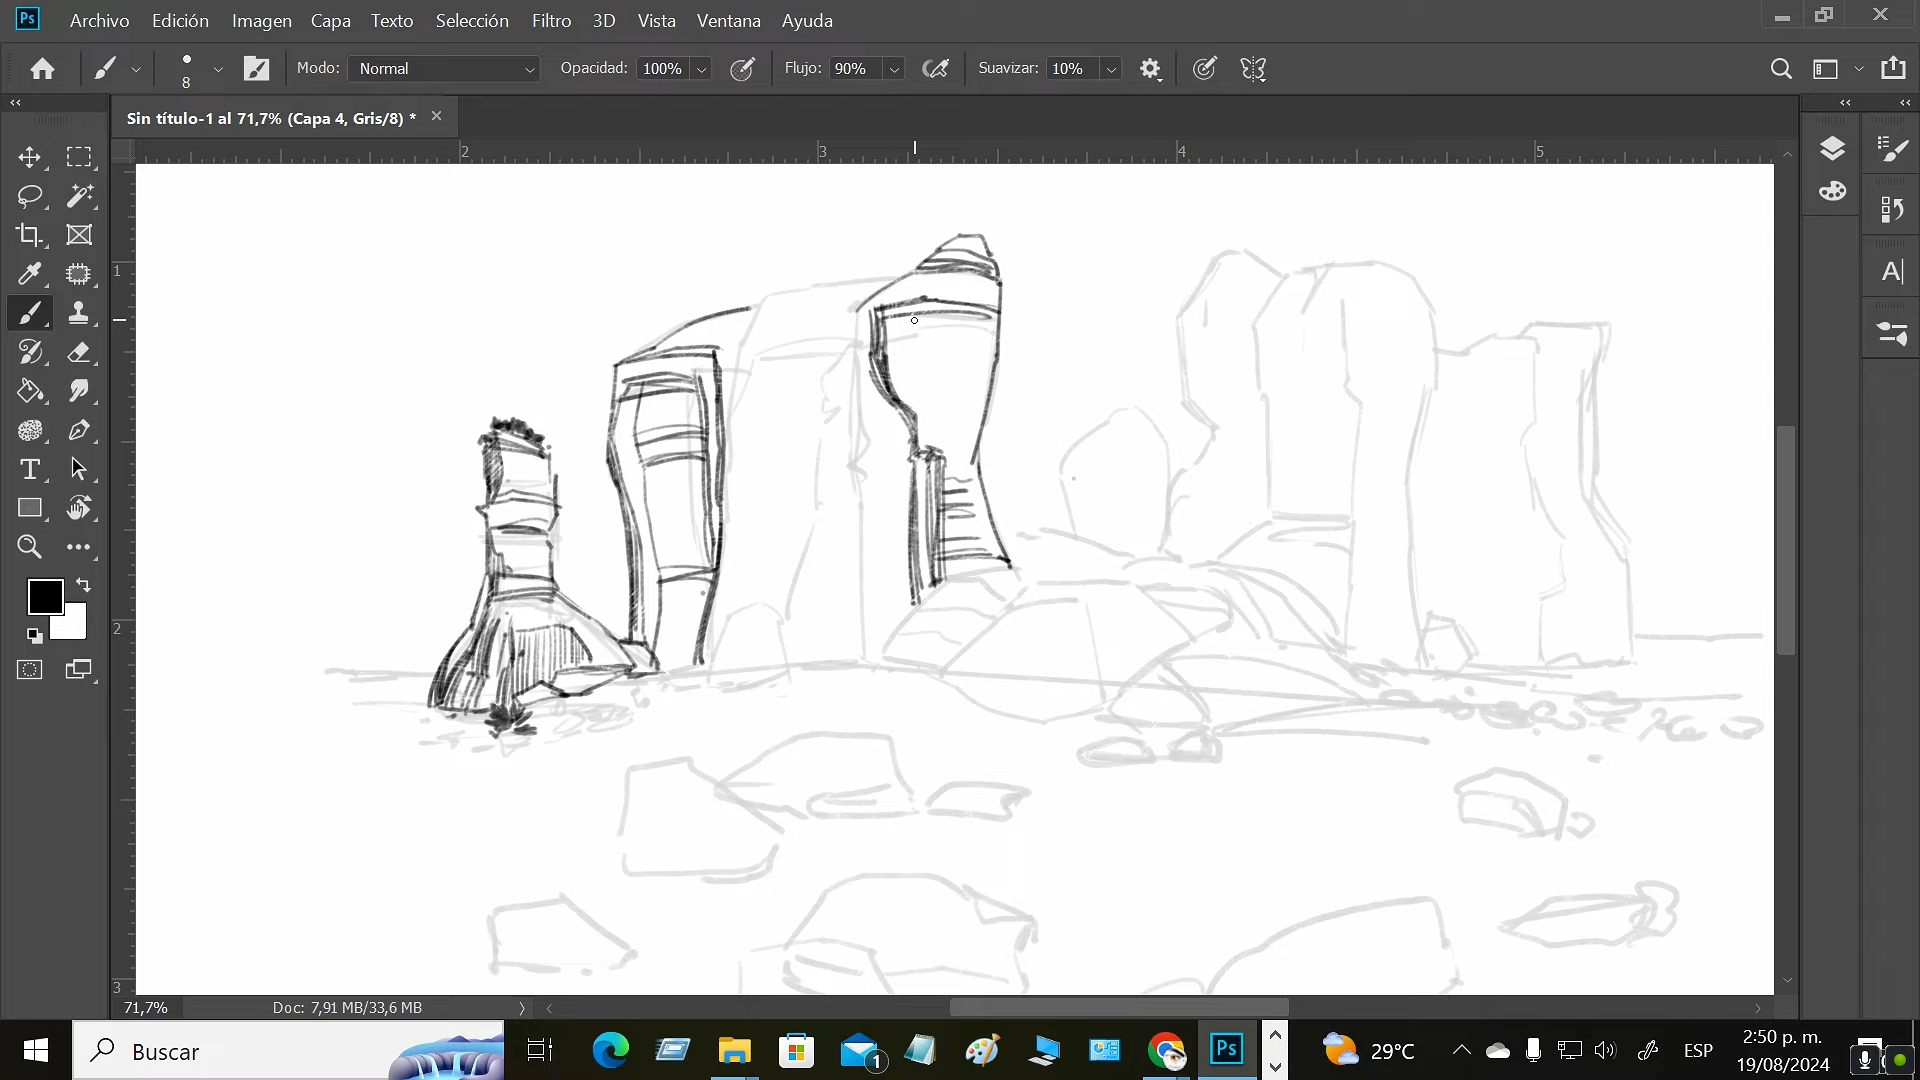 Ps Archivo Edición Imagen Capa Texto Selección Filtro 3D Vista Ventana Ayuda
8 Modo: Normal Opacidad: 100% Flujo: 90% Suavizar: 10%
Sin título-1 al 71,7% (Capa 4, Gris/8) *
2 3 4 5
1
2
3
T
A
71,7% Doc: 7,91 MB/33,6 MB
Buscar
1
Ps
29°C
ESP
2:50 p. m.
19/08/2024